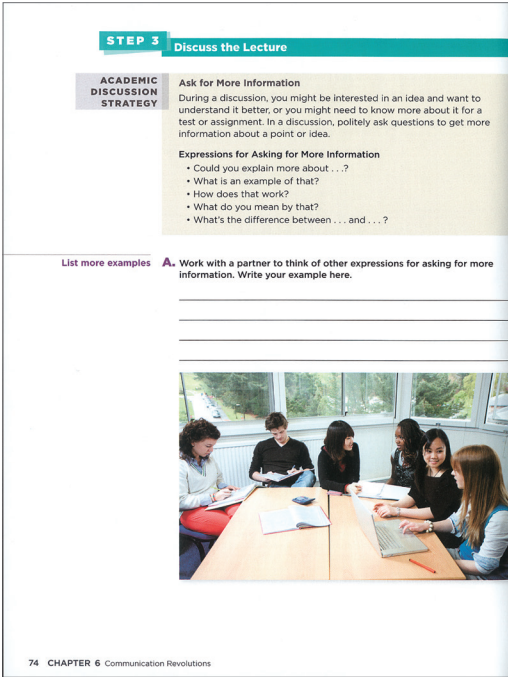 STEP 3
Discuss the Lecture
ACADEMIC
DISCUSSION
STRATEGY
Ask for More Information
During a discussion, you might be interested in an idea and want to
understand it better, or you might need to know more about it for a
test or assignment. In a discussion, politely ask questions to get more
information about a point or idea.
Expressions for Asking for More Information
• Could you explain more about . . .?
• What is an example of that?
• How does that work?
• What do you mean by that?
• What's the difference between . . . and . . . ?
List more examples
A. Work with a partner to think of other expressions for asking for more
information. Write your example here.
74 CHAPTER 6 Communication Revolutions